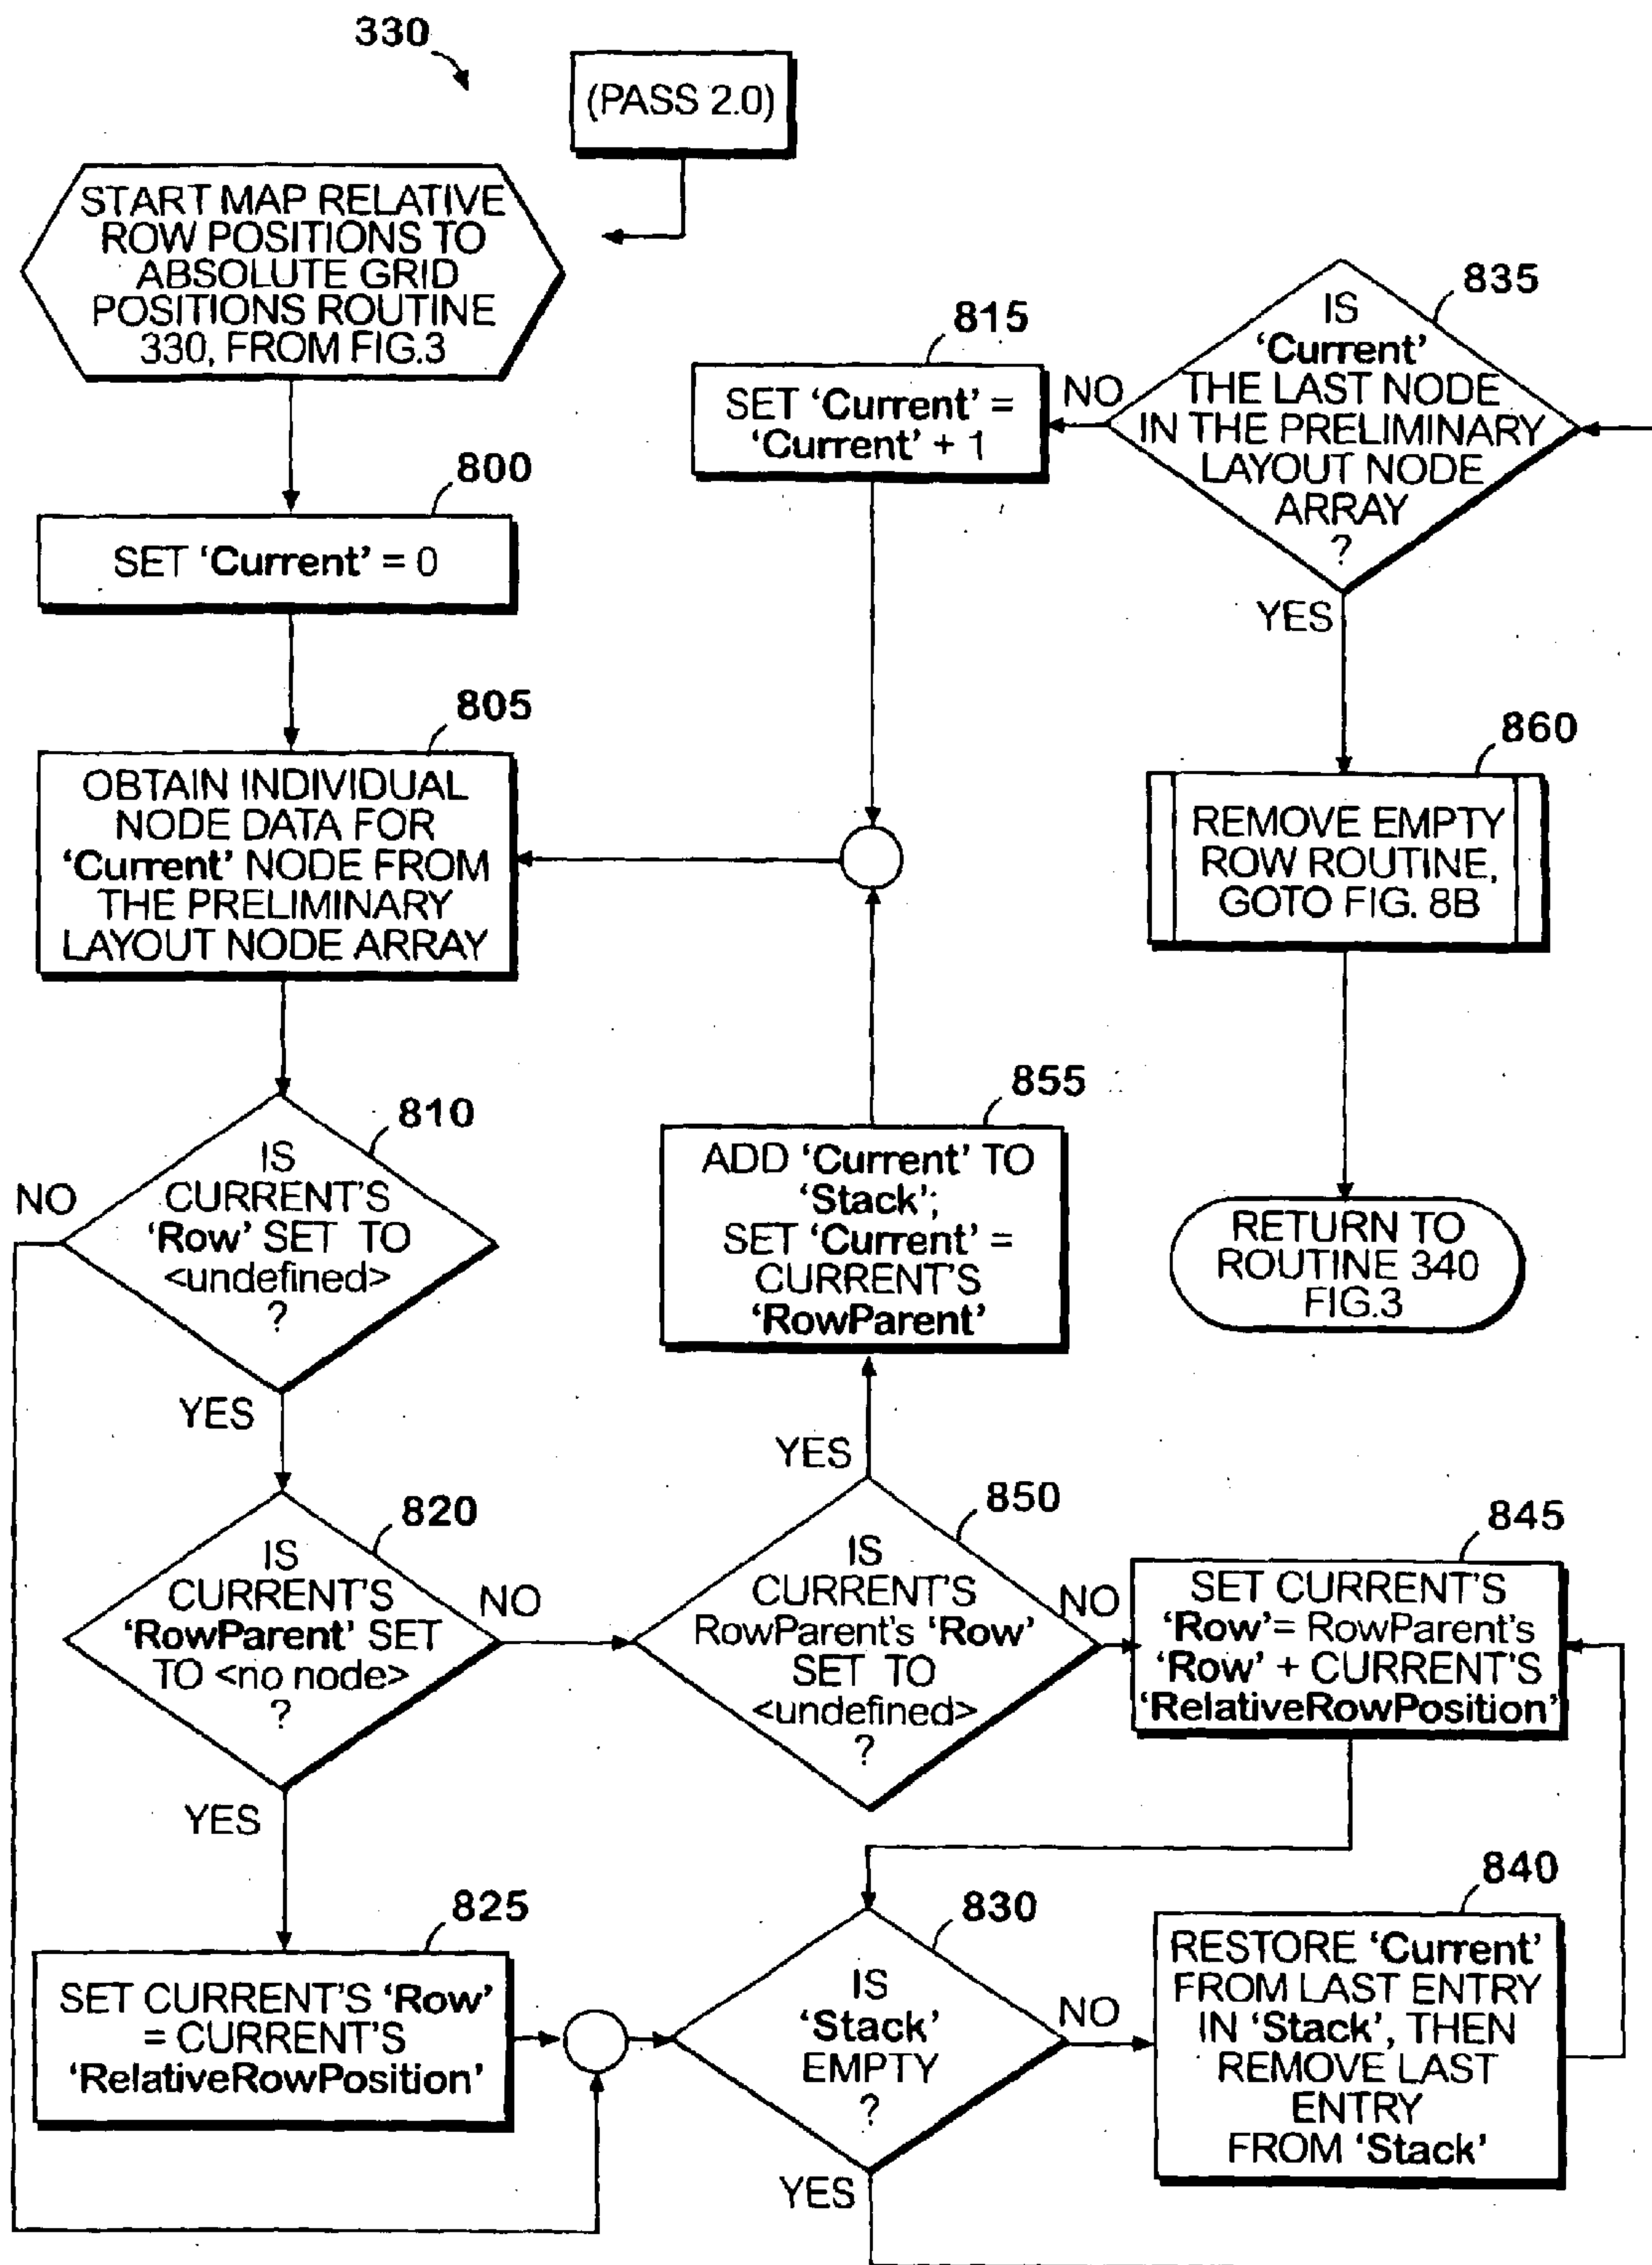 330
(PASS 2.0)
START MAP RELATIVE
ROW POSITIONS TO
ABSOLUTE GRID
POSITIONS ROUTINE
330, FROM FIG.3
800
SET ‘Current’ = 0
805
OBTAIN INDIVIDUAL
NODE DATA FOR
‘Current’ NODE FROM
THE PRELIMINARY
LAYOUT NODE ARRAY
810
IS
CURRENT'S
‘Row’ SET TO
<undefined>
?
NO
YES
820
IS
CURRENT'S
‘RowParent’ SET
TO <no node>
?
NO
YES
825
SET CURRENT'S ‘Row’
= CURRENT'S
‘RelativeRowPosition’
815
SET ‘Current’ =
‘Current’ + 1
835
IS
‘Current’
THE LAST NODE
IN THE PRELIMINARY
LAYOUT NODE
ARRAY
?
NO
YES
860
REMOVE EMPTY
ROW ROUTINE,
GOTO FIG. 8B
RETURN TO
ROUTINE 340
FIG.3
855
ADD ‘Current’ TO
‘Stack’;
SET ‘Current’ =
CURRENT'S
‘RowParent’
YES
850
IS
CURRENT'S
RowParent's ‘Row’
SET TO
<undefined>
?
NO
845
SET CURRENT'S
‘Row’= RowParent's
‘Row’ + CURRENT'S
‘RelativeRowPosition’
830
IS
‘Stack’
EMPTY
?
NO
YES
840
RESTORE ‘Current’
FROM LAST ENTRY
IN ‘Stack’, THEN
REMOVE LAST
ENTRY
FROM ‘Stack’